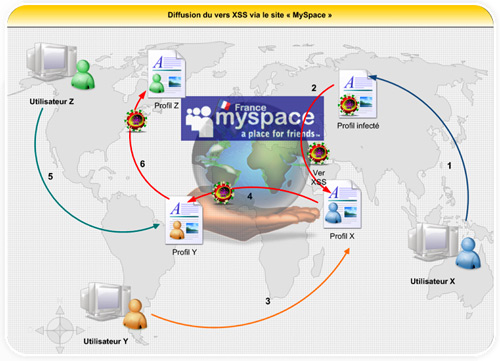 Diffusion du vers XSS via le site « MySpace »
Utilisateur Z
Profil Z
2
Profil infecté
France
myspace
a place for friends
1
Ver
XSS
6
5
4
Profil Y
Profil X
Utilisateur X
3
Utilisateur Y